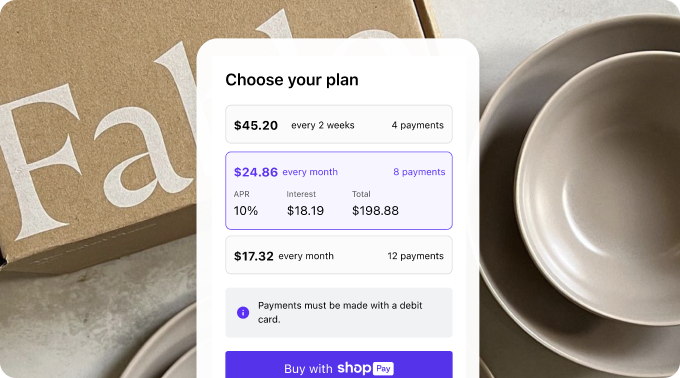 Fable
Choose your plan
$45.20 every 2 weeks 4 payments
$24.86 every month 8 payments
APR Interest Total
10% $18.19 $198.88
$17.32 every month 12 payments
Payments must be made with a debit
card.
Buy with shop Pay